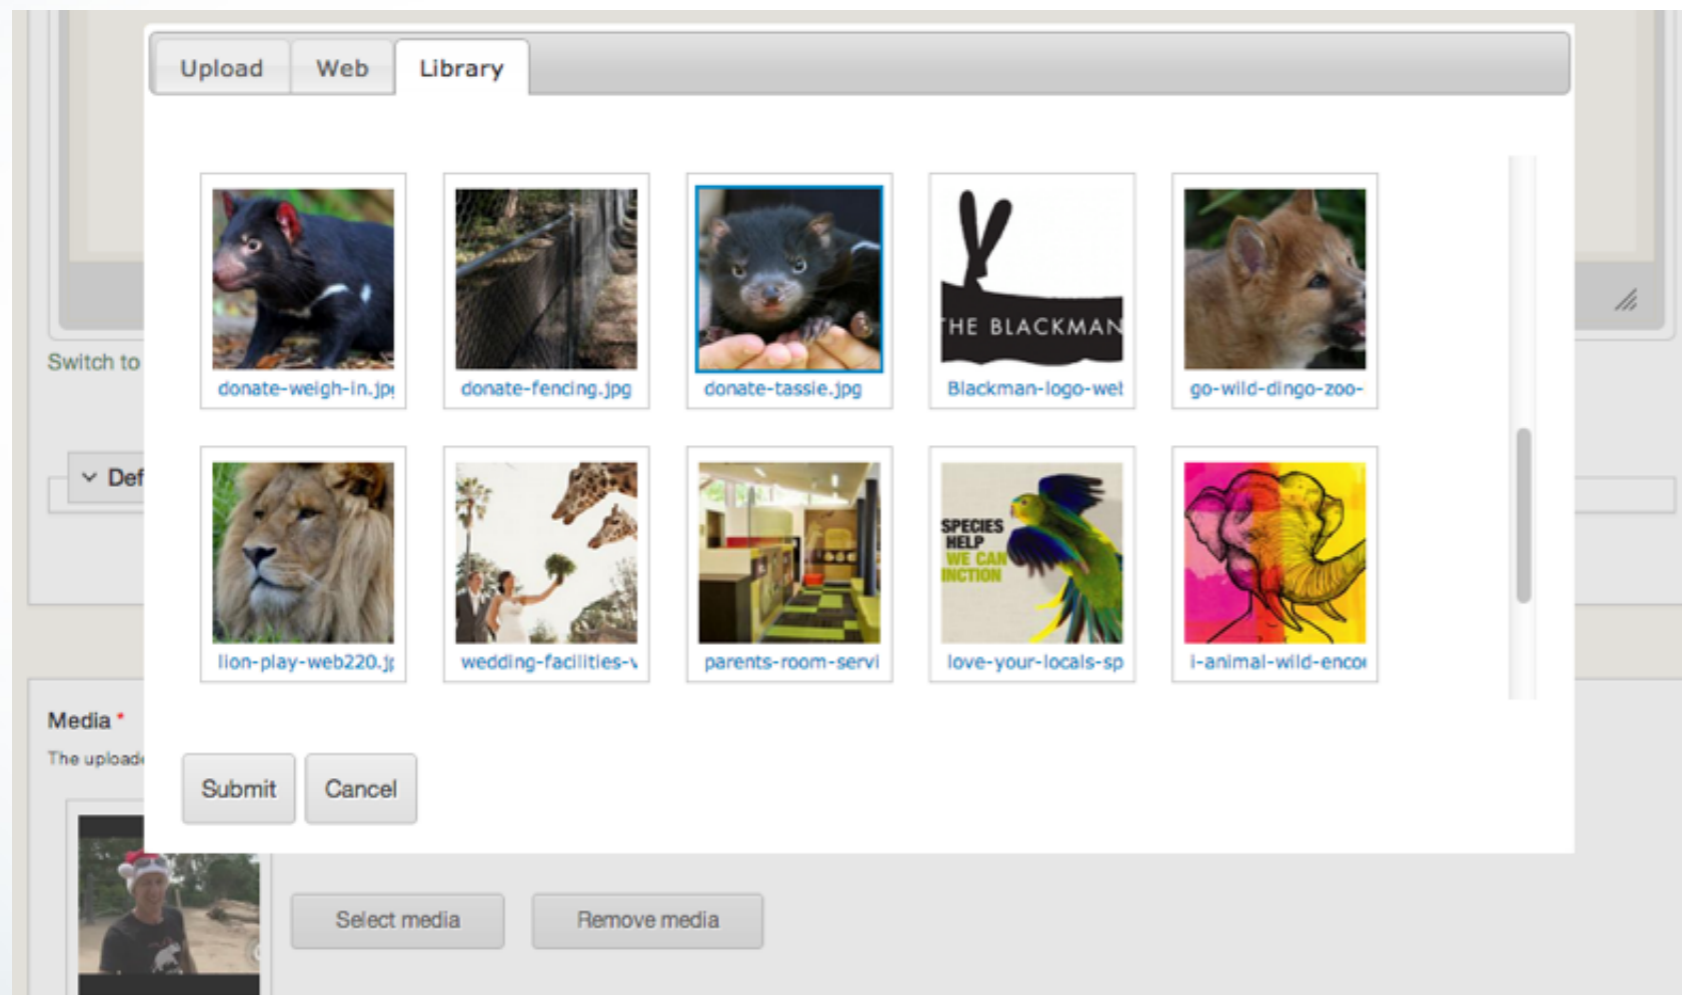 Upload Web Library
donate-weigh-in.jp
donate-fencing.jpg
donate-tassie.jpg
THE BLACKMAN
Blackman-logo-wel
go-wild-dingo-zoo-
Switch to
Def
lion-play-web220.j
wedding-facilities-
parents-room-servi
SPECIES
HELP
WE CAN
INCTION
love-your-locals-sp
i-animal-wild-enco
Media *
The upload
Submit Cancel
Select media Remove media